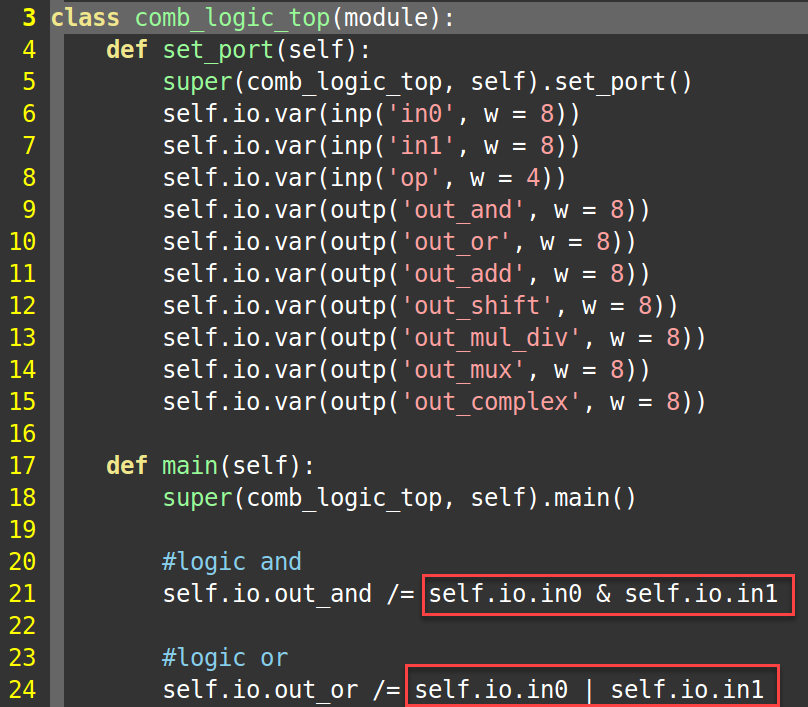 3 class comb_logic_top(module):
4     def set_port(self):
5         super(comb_logic_top, self).set_port()
6         self.io.var(inp('in0', w = 8))
7         self.io.var(inp('in1', w = 8))
8         self.io.var(inp('op', w = 4))
9         self.io.var(outp('out_and', w = 8))
10         self.io.var(outp('out_or', w = 8))
11         self.io.var(outp('out_add', w = 8))
12         self.io.var(outp('out_shift', w = 8))
13         self.io.var(outp('out_mul_div', w = 8))
14         self.io.var(outp('out_mux', w = 8))
15         self.io.var(outp('out_complex', w = 8))
16
17     def main(self):
18         super(comb_logic_top, self).main()
19
20         #logic and
21         self.io.out_and /= self.io.in0 & self.io.in1
22
23         #logic or
24         self.io.out_or /= self.io.in0 | self.io.in1